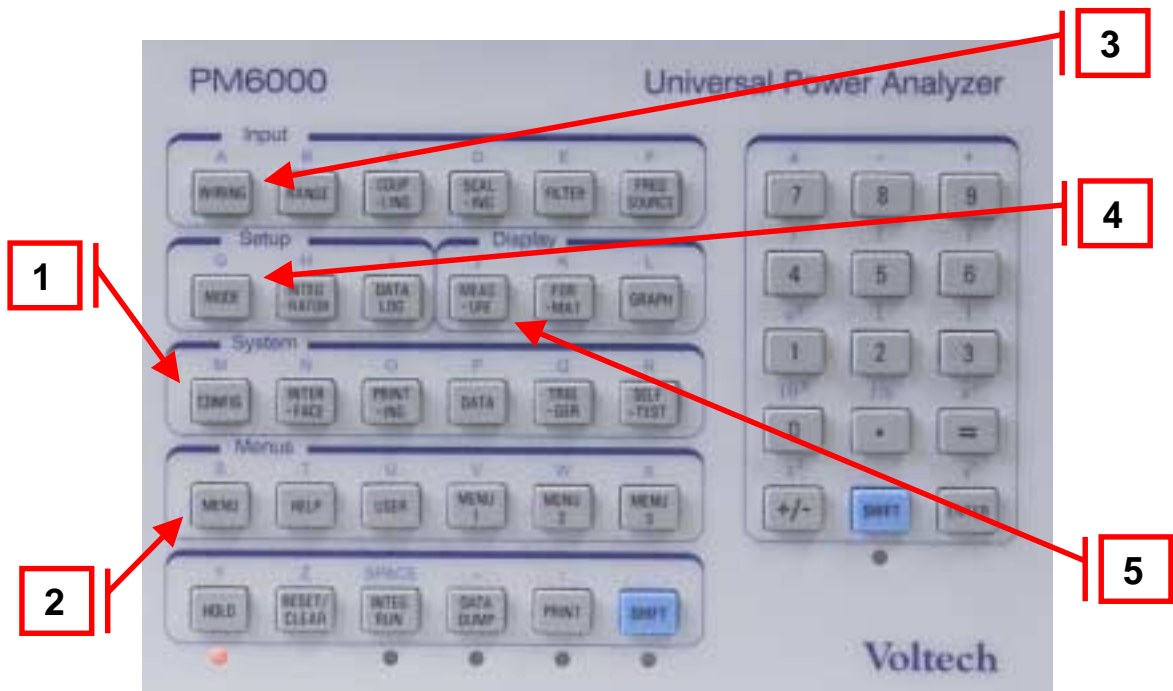 3
PM6000 Universal Power Analyzer
Input
A B C D E F
WIRING RANGE COUP-LING SCAL-ING FILTER FREQ SOURCE
7 8 9
- +
4
Setup Display
G H I J K L
MODE INTEG RATOR DATA LOG MEAS-URE FOR-MAT GRAPH
4 5 6
1
System
M N O P Q R
CONFIG INTER-FACE PRINT-ING DATA TRIG-GER SELF-TEST
1 2 3
0 . =
Menus
S T U V W X
MENU HELP USER MENU 1 MENU 2 MENU 3
+/- SHIFT ENTER
5
2
Y Z SPACE
HOLD RESET/CLEAR INTEG RUN DATA DUMP PRINT SHIFT
Voltech